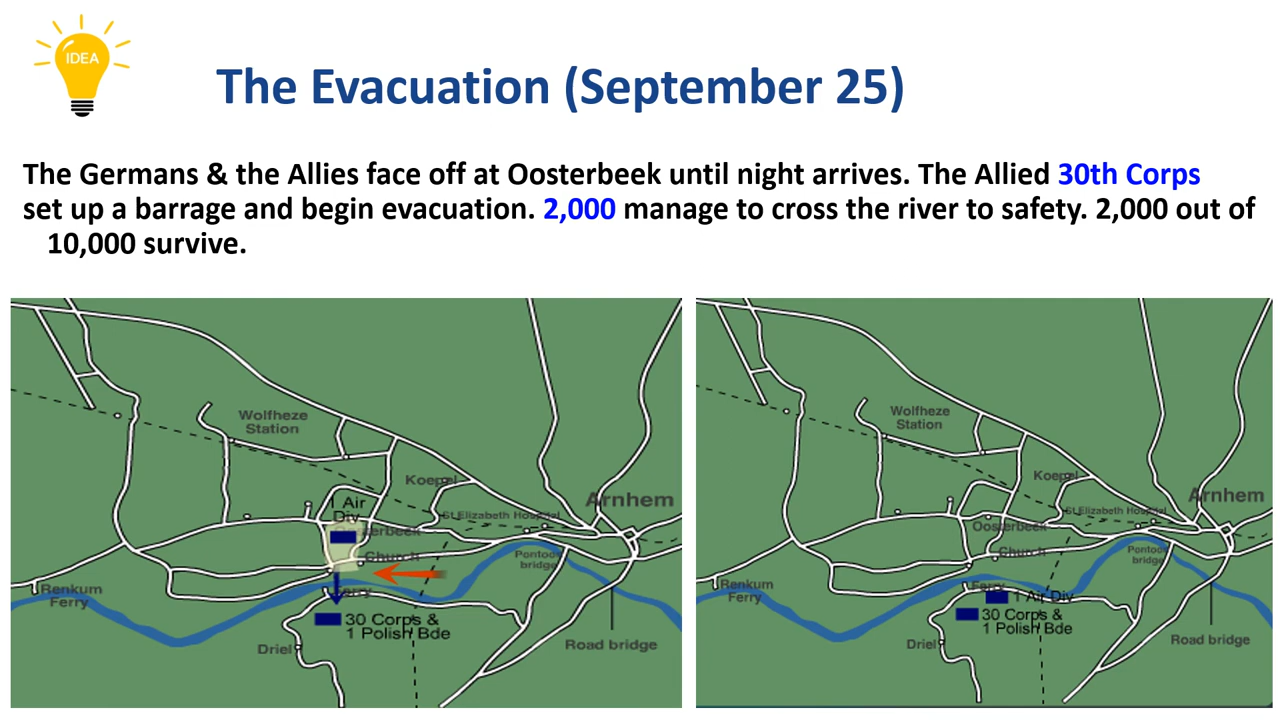 IDEA
The Evacuation (September 25)
The Germans & the Allies face off at Oosterbeek until night arrives. The Allied 30th Corps
set up a barrage and begin evacuation. 2,000 manage to cross the river to safety. 2,000 out of
10,000 survive.
Wolfheze
Station
Koepel
1 Air
Div
Arnhem
St Elizabeth Hospital
Church
Pontoon
bridge
Renkum
Ferry
Ferry
30 Corps &
1 Polish Bde
Driel
Road bridge
Wolfheze
Station
Koepel
Arnhem
St Elizabeth Hospital
Oosterbeek
Church
Pontoon
bridge
Renkum
Ferry
Ferry
1 Air Div
30 Corps &
1 Polish Bde
Driel
Road bridge